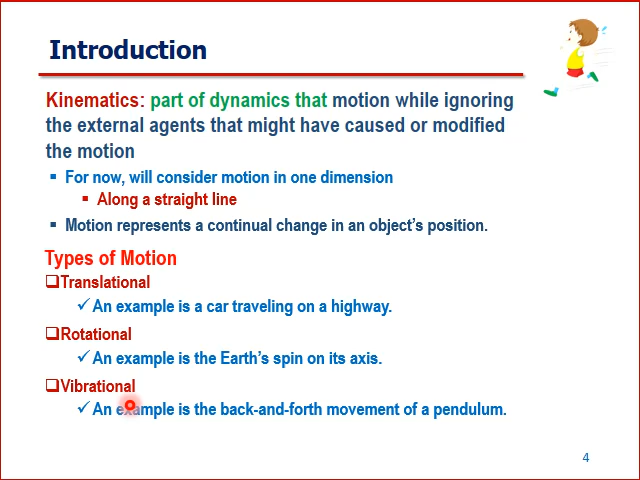 Introduction
Kinematics: part of dynamics that motion while ignoring
the external agents that might have caused or modified
the motion
For now, will consider motion in one dimension
Along a straight line
Motion represents a continual change in an object's position.
Types of Motion
Translational
An example is a car traveling on a highway.
Rotational
An example is the Earth's spin on its axis.
Vibrational
An example is the back-and-forth movement of a pendulum.
4